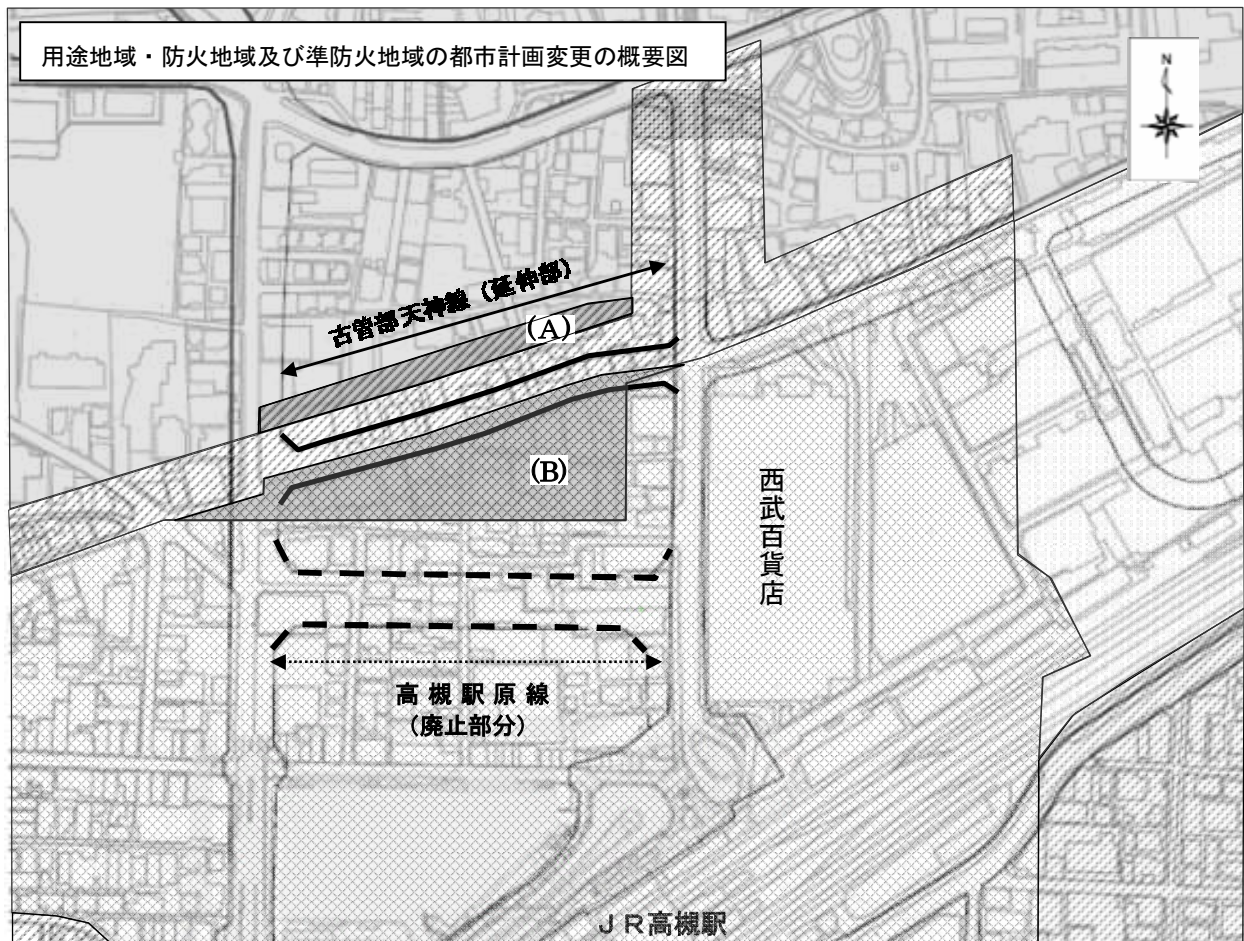 用途地域・防火地域及び準防火地域の都市計画変更の概要図
N
古曽部天神線（延伸部）
(A)
(B)
西武百貨店
高槻駅原線
（廃止部分）
ＪＲ高槻駅